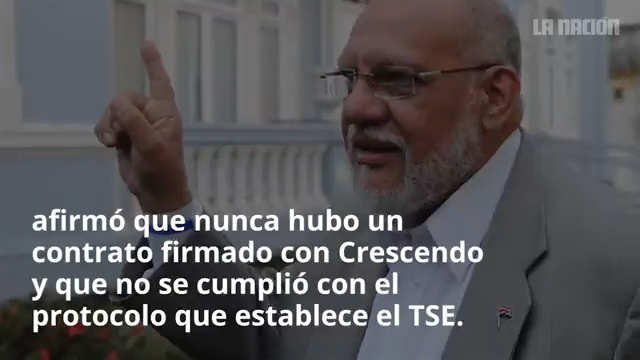 LA NACIÓN
afirmó que nunca hubo un
contrato firmado con Crescendo
y que no se cumplió con el
protocolo que establece el TSE.